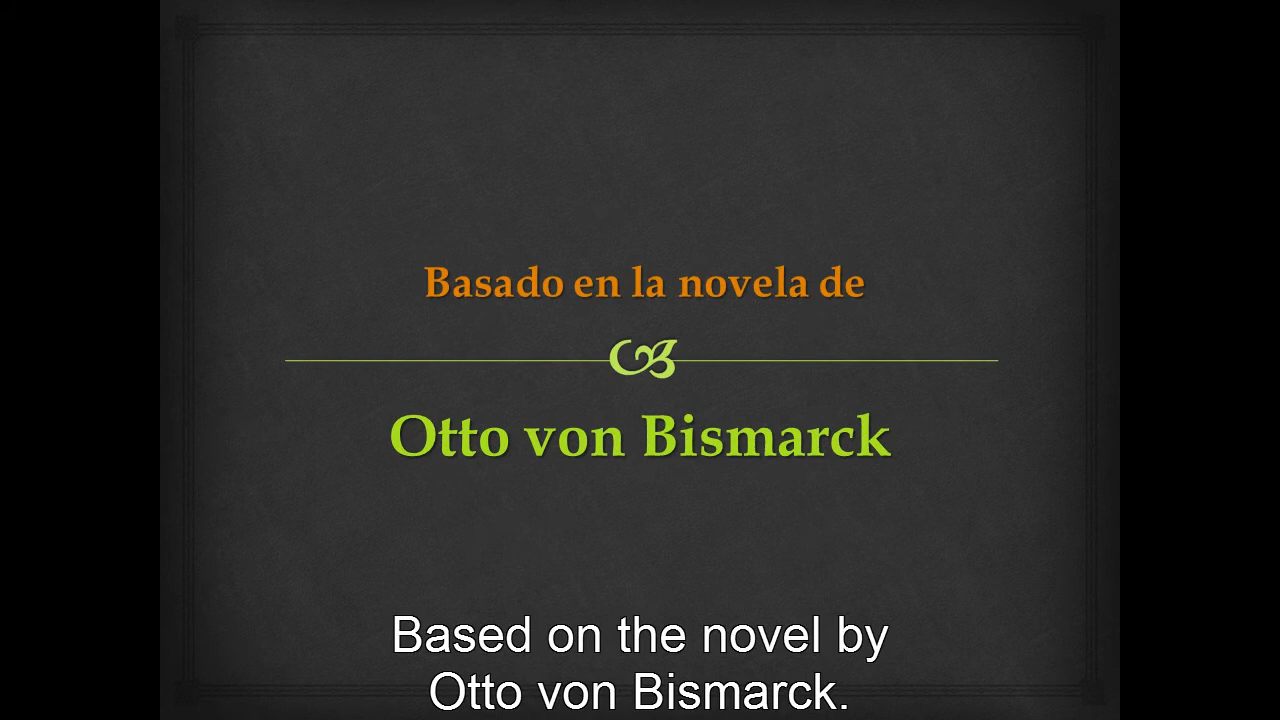 Basado en la novela de
Otto von Bismarck
Based on the novel by
Otto von Bismarck.